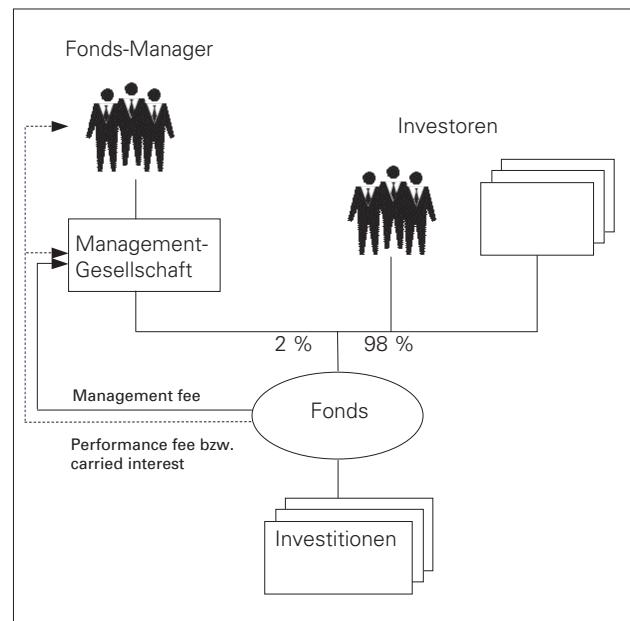 Fonds-Manager
Investoren
Management-
Gesellschaft
2 %
98 %
Management fee
Fonds
Performance fee bzw.
carried interest
Investitionen